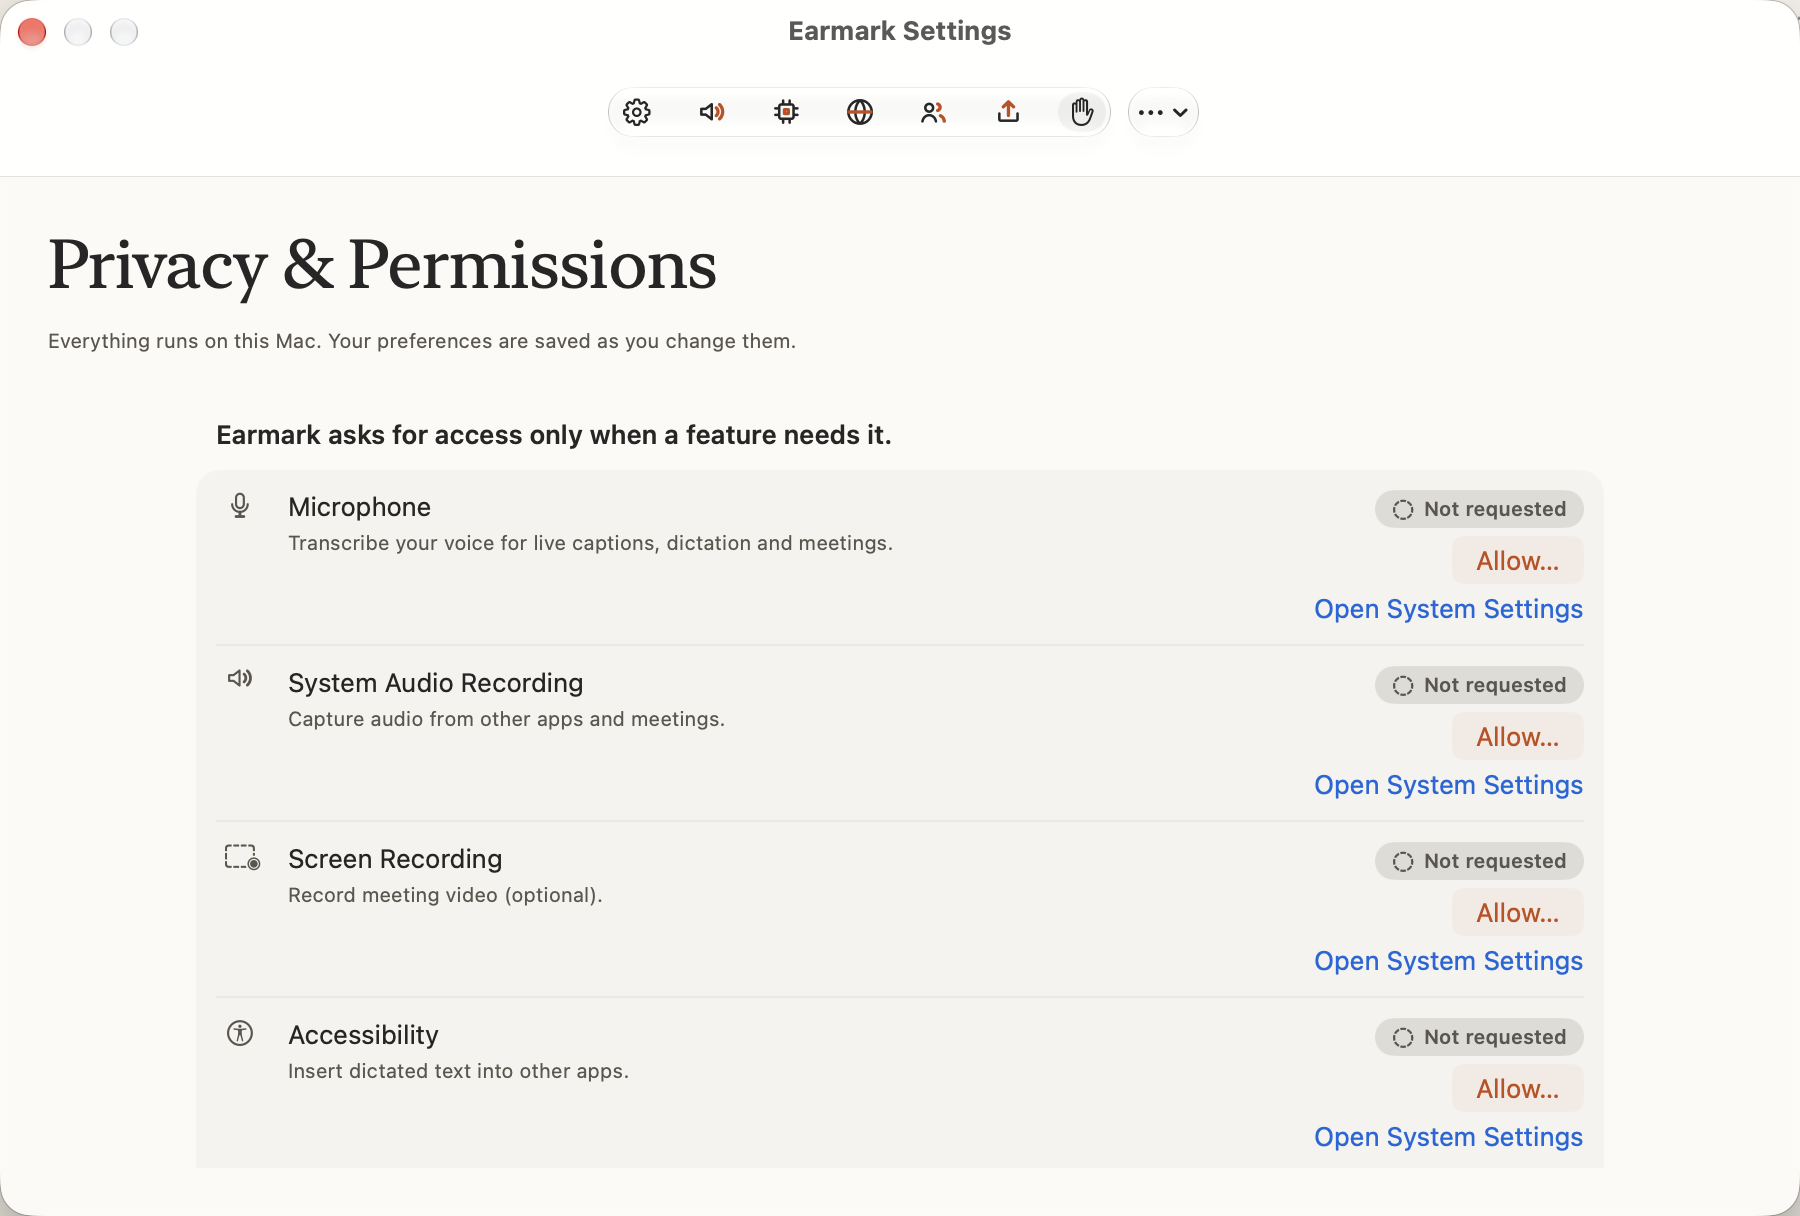 Earmark Settings
Privacy & Permissions
Everything runs on this Mac. Your preferences are saved as you change them.
Earmark asks for access only when a feature needs it.
Microphone
Not requested
Transcribe your voice for live captions, dictation and meetings.
Allow...
Open System Settings
System Audio Recording
Not requested
Capture audio from other apps and meetings.
Allow...
Open System Settings
Screen Recording
Not requested
Record meeting video (optional).
Allow...
Open System Settings
Accessibility
Not requested
Insert dictated text into other apps.
Allow...
Open System Settings